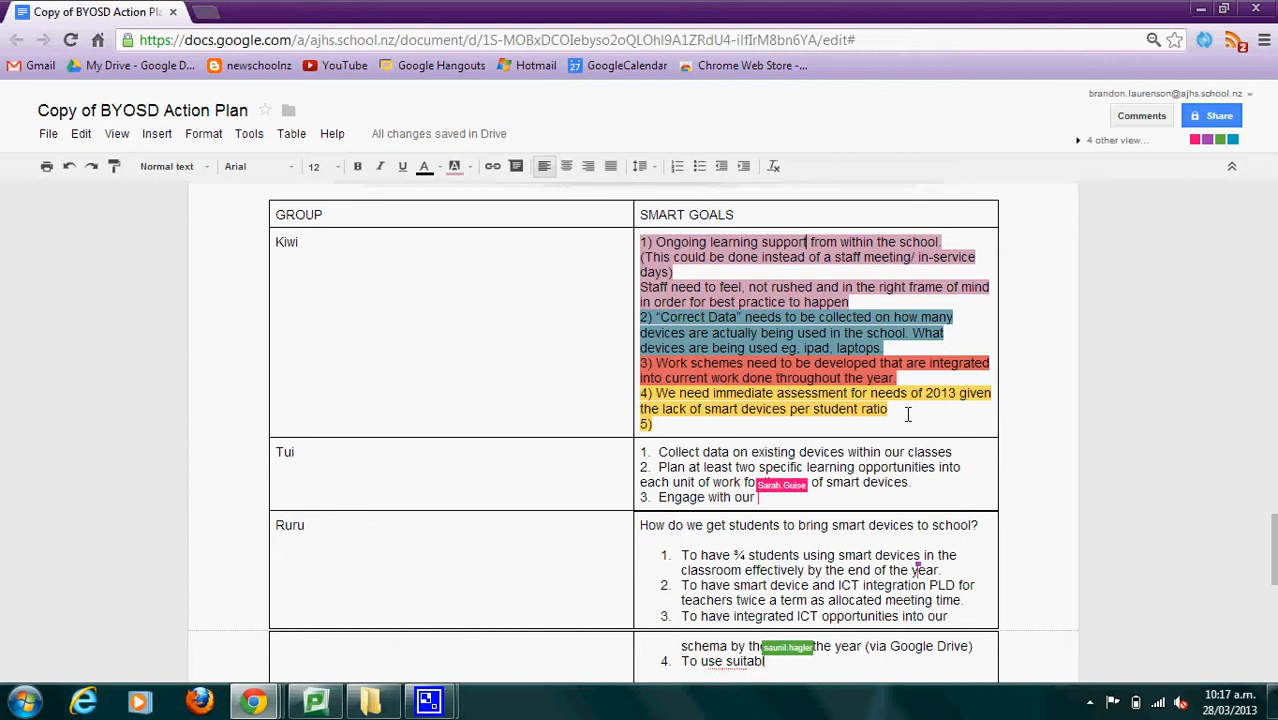 Copy of BYOSD Action Plan
https://docs.google.com/a/ajhs.school.nz/document/d/1S-MOBxDCOIebyso2oQLOhI9A1ZRdU4-ilfIrM8bn6YA/edit#
2
Gmail
My Drive - Google D...
newschoolnz
YouTube
Google Hangouts
Hotmail
27
GoogleCalendar
Chrome Web Store -...
brandon.laurenson@ajhs.school.nz
Copy of BYOSD Action Plan
Comments
Share
File Edit View Insert Format Tools Table Help All changes saved in Drive
4 other view...
Normal text Arial 12 B I U A A
GROUP
SMART GOALS
Kiwi
1) Ongoing learning support from within the school.
(This could be done instead of a staff meeting/ in-service
days)
Staff need to feel, not rushed and in the right frame of mind
in order for best practice to happen
2) “Correct Data” needs to be collected on how many
devices are actually being used in the school. What
devices are being used eg, ipad, laptops.
3) Work schemes need to be developed that are integrated
into current work done throughout the year.
4) We need immediate assessment for needs of 2013 given
the lack of smart devices per student ratio
5)
Tui
1. Collect data on existing devices within our classes
2. Plan at least two specific learning opportunities into
Sarah.Guise
each unit of work fo of smart devices.
3. Engage with our
Ruru
How do we get students to bring smart devices to school?
1. To have ¾ students using smart devices in the
classroom effectively by the end of the year.
2. To have smart device and ICT integration PLD for
teachers twice a term as allocated meeting time.
3. To have integrated ICT opportunities into our
schema by the the year (via Google Drive)
saunil.hagler
4. To use suitabl
10:17 a.m.
28/03/2013